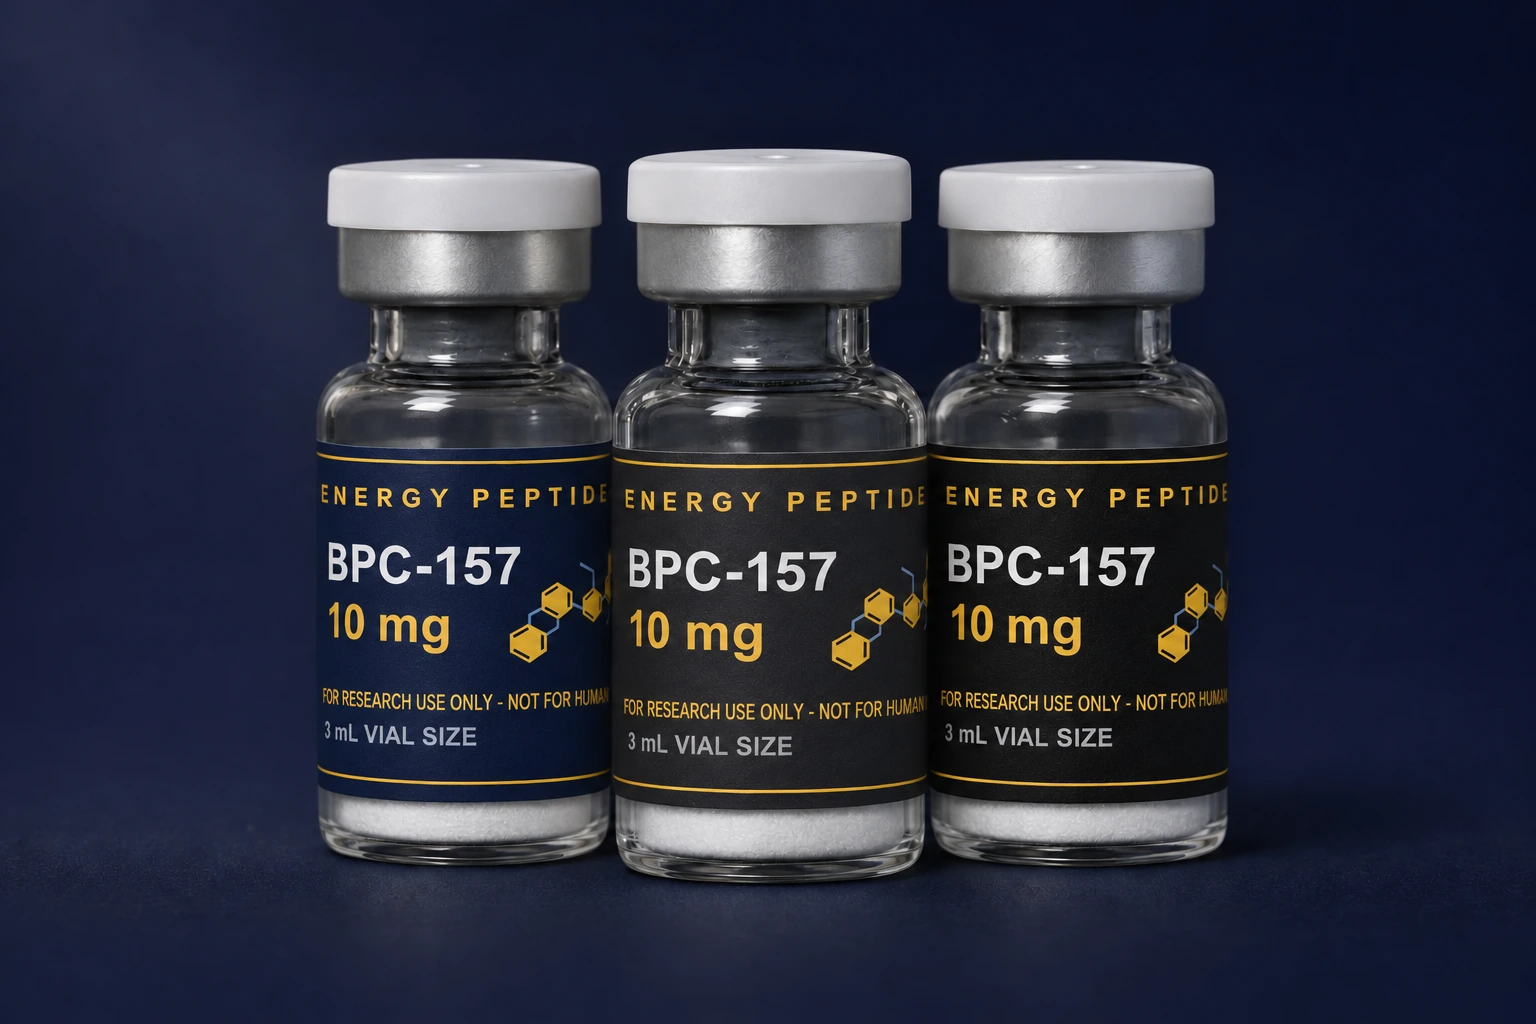 ENERGY PEPTIDE
BPC-157
10 mg
FOR RESEARCH USE ONLY - NOT FOR HUMAN
3 mL VIAL SIZE
ENERGY PEPTIDE
BPC-157
10 mg
FOR RESEARCH USE ONLY - NOT FOR HUMAN
3 mL VIAL SIZE
ENERGY PEPTIDE
BPC-157
10 mg
FOR RESEARCH USE ONLY - NOT FOR HUMAN
3 mL VIAL SIZE